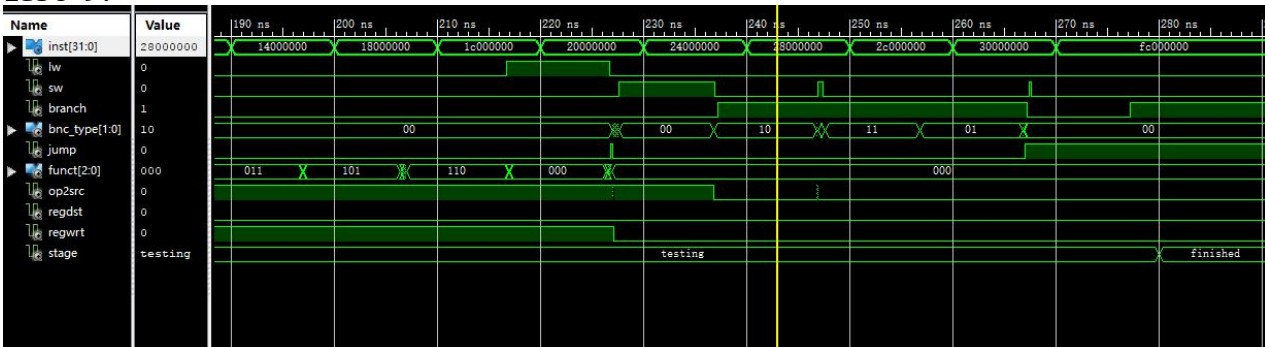 Name Value 190 ns 200 ns 210 ns 220 ns 230 ns 240 ns 250 ns 260 ns 270 ns 280 ns
inst[31:0] 28000000 14000000 18000000 1c000000 20000000 24000000 28000000 2c000000 30000000 fc000000
lw 0
sw 0
branch 1
bnc_type[1:0] 10 00 00 10 11 01 00
jump 0
funct[2:0] 000 011 101 110 000 000
op2src 0
regdst 0
regwrt 0
stage testing testing finished